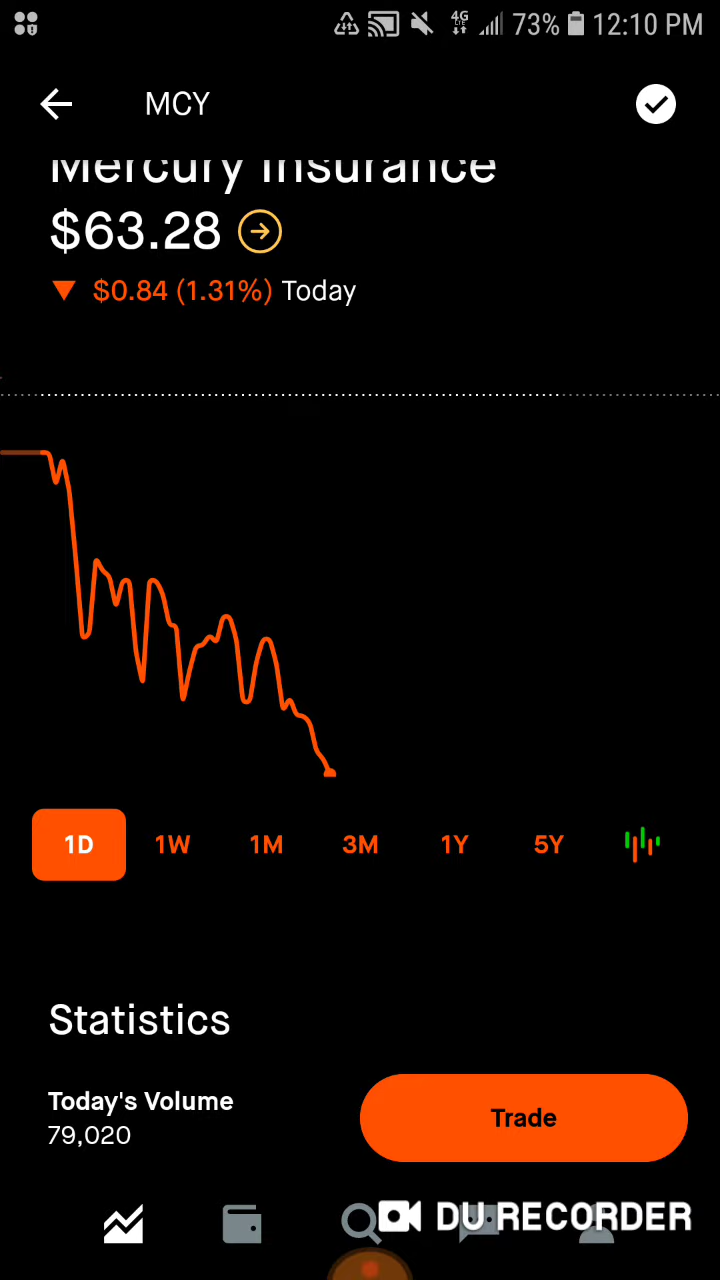 4G LTE 73% 12:10 PM
MCY
Mercury Insurance
$63.28
$0.84 (1.31%) Today
1D 1W 1M 3M 1Y 5Y
Statistics
Today's Volume
79,020
Trade
DU RECORDER